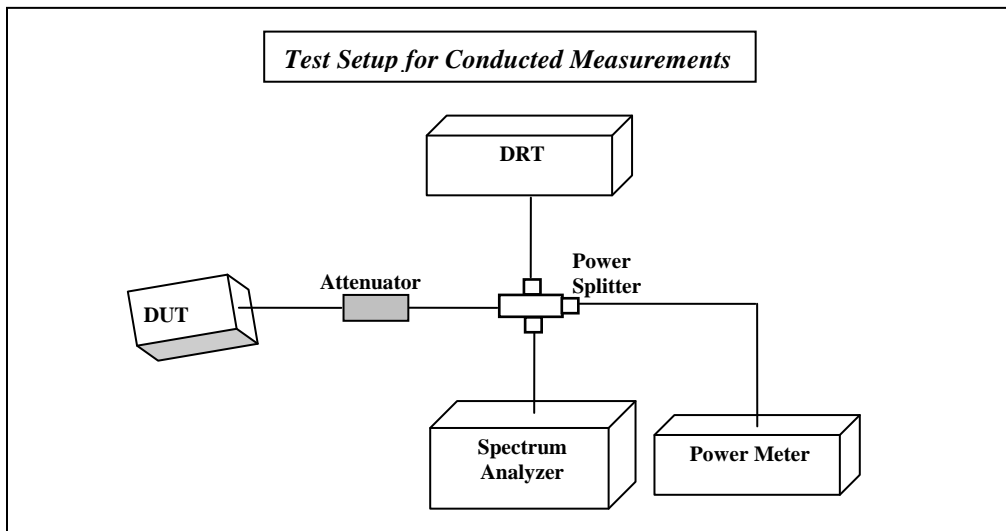 Test Setup for Conducted Measurements
DRT
Power
Splitter
Attenuator
DUT
Spectrum
Analyzer
Power Meter